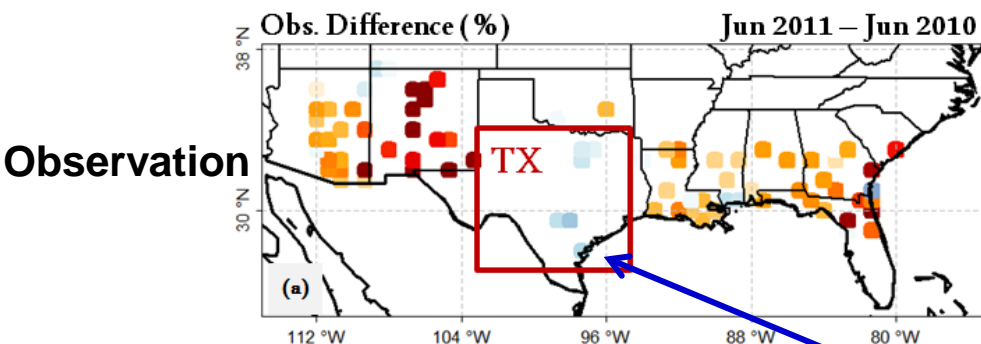 Obs. Difference (%) Jun 2011 – Jun 2010
38 °N
Observation
TX
30 °N
(a)
112 °W 104 °W 96 °W 88 °W 80 °W